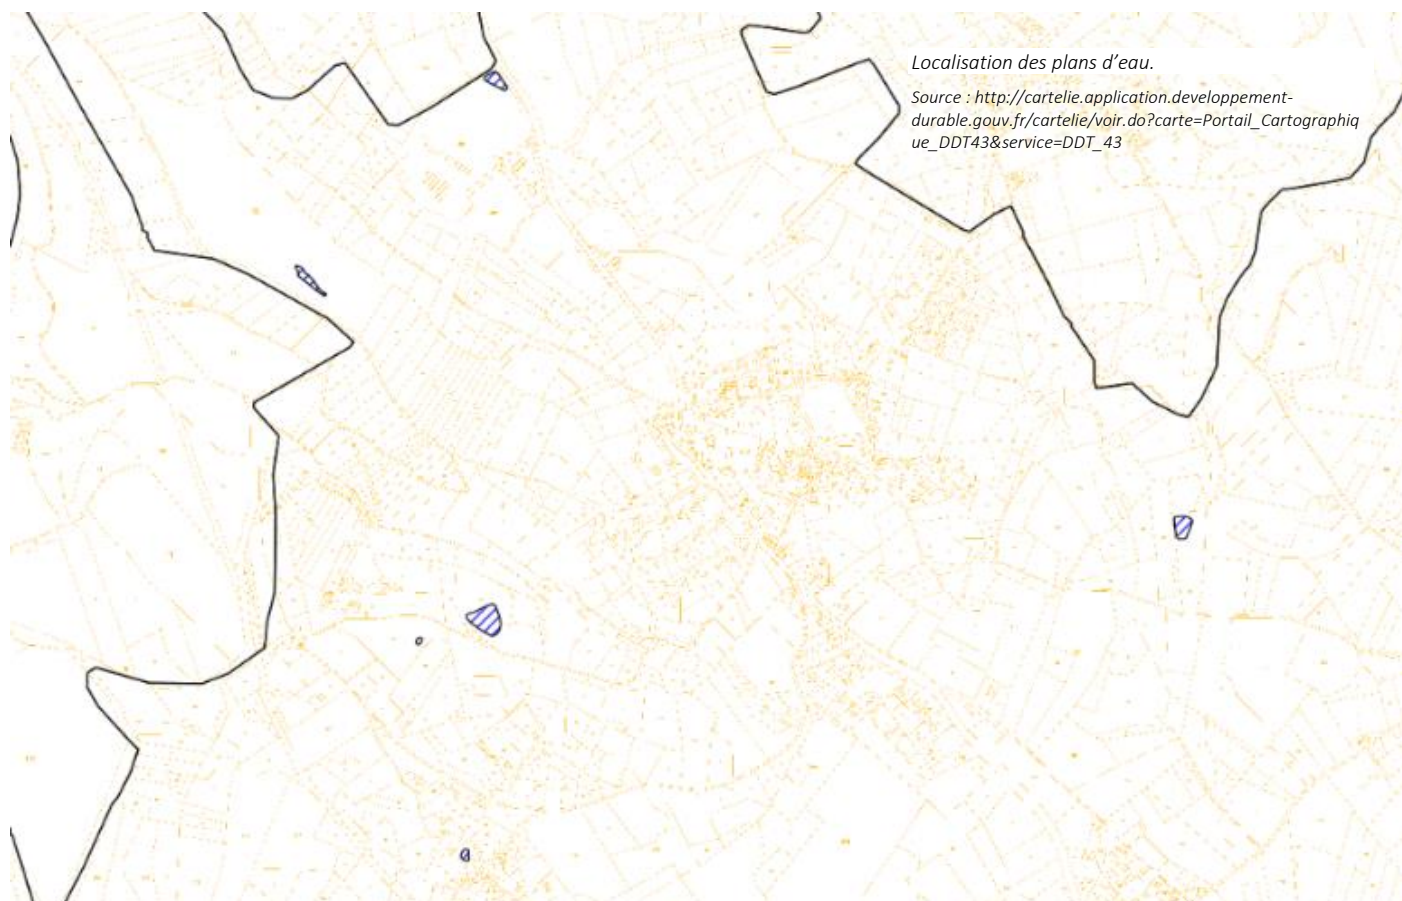 Localisation des plans d’eau.
Source : http://cartelie.application.developpement-
durable.gouv.fr/cartelie/voir.do?carte=Portail_Cartographiq
ue_DDT43&service=DDT_43